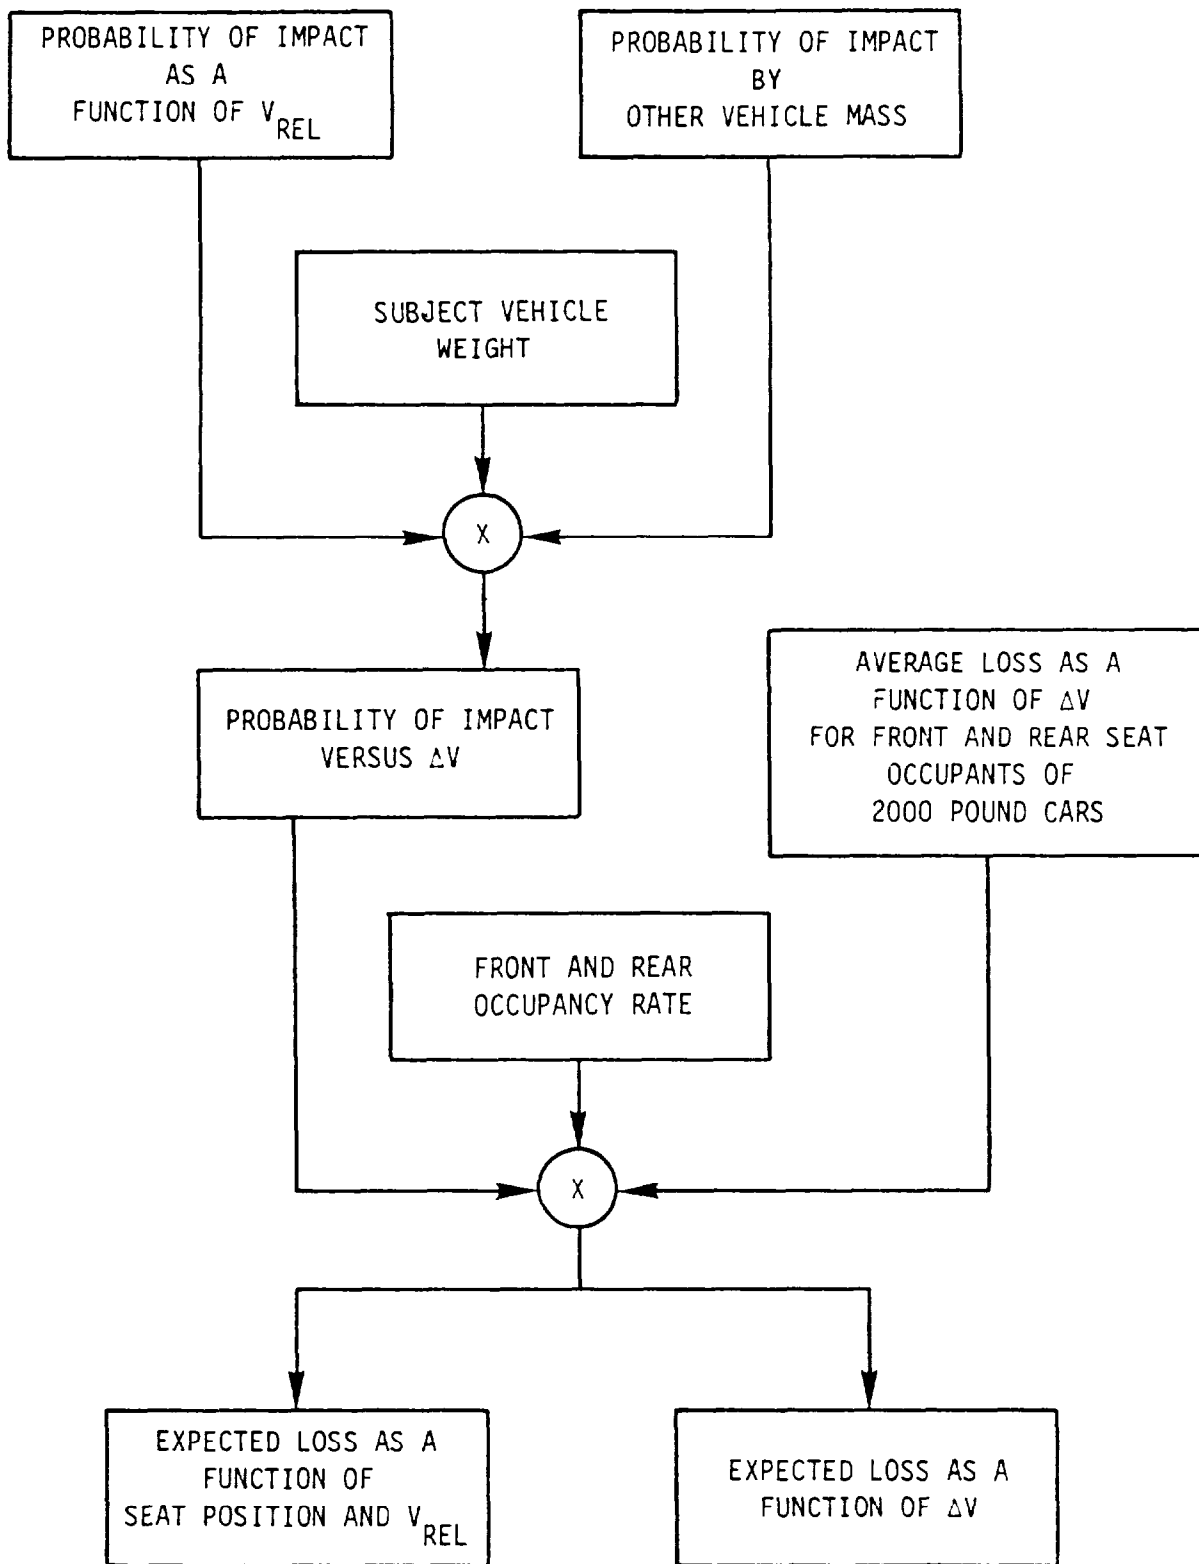 PROBABILITY OF IMPACT
AS A
FUNCTION OF V_REL
PROBABILITY OF IMPACT
BY
OTHER VEHICLE MASS
SUBJECT VEHICLE
WEIGHT
X
PROBABILITY OF IMPACT
VERSUS ΔV
AVERAGE LOSS AS A
FUNCTION OF ΔV
FOR FRONT AND REAR SEAT
OCCUPANTS OF
2000 POUND CARS
FRONT AND REAR
OCCUPANCY RATE
X
EXPECTED LOSS AS A
FUNCTION OF
SEAT POSITION AND V_REL
EXPECTED LOSS AS A
FUNCTION OF ΔV